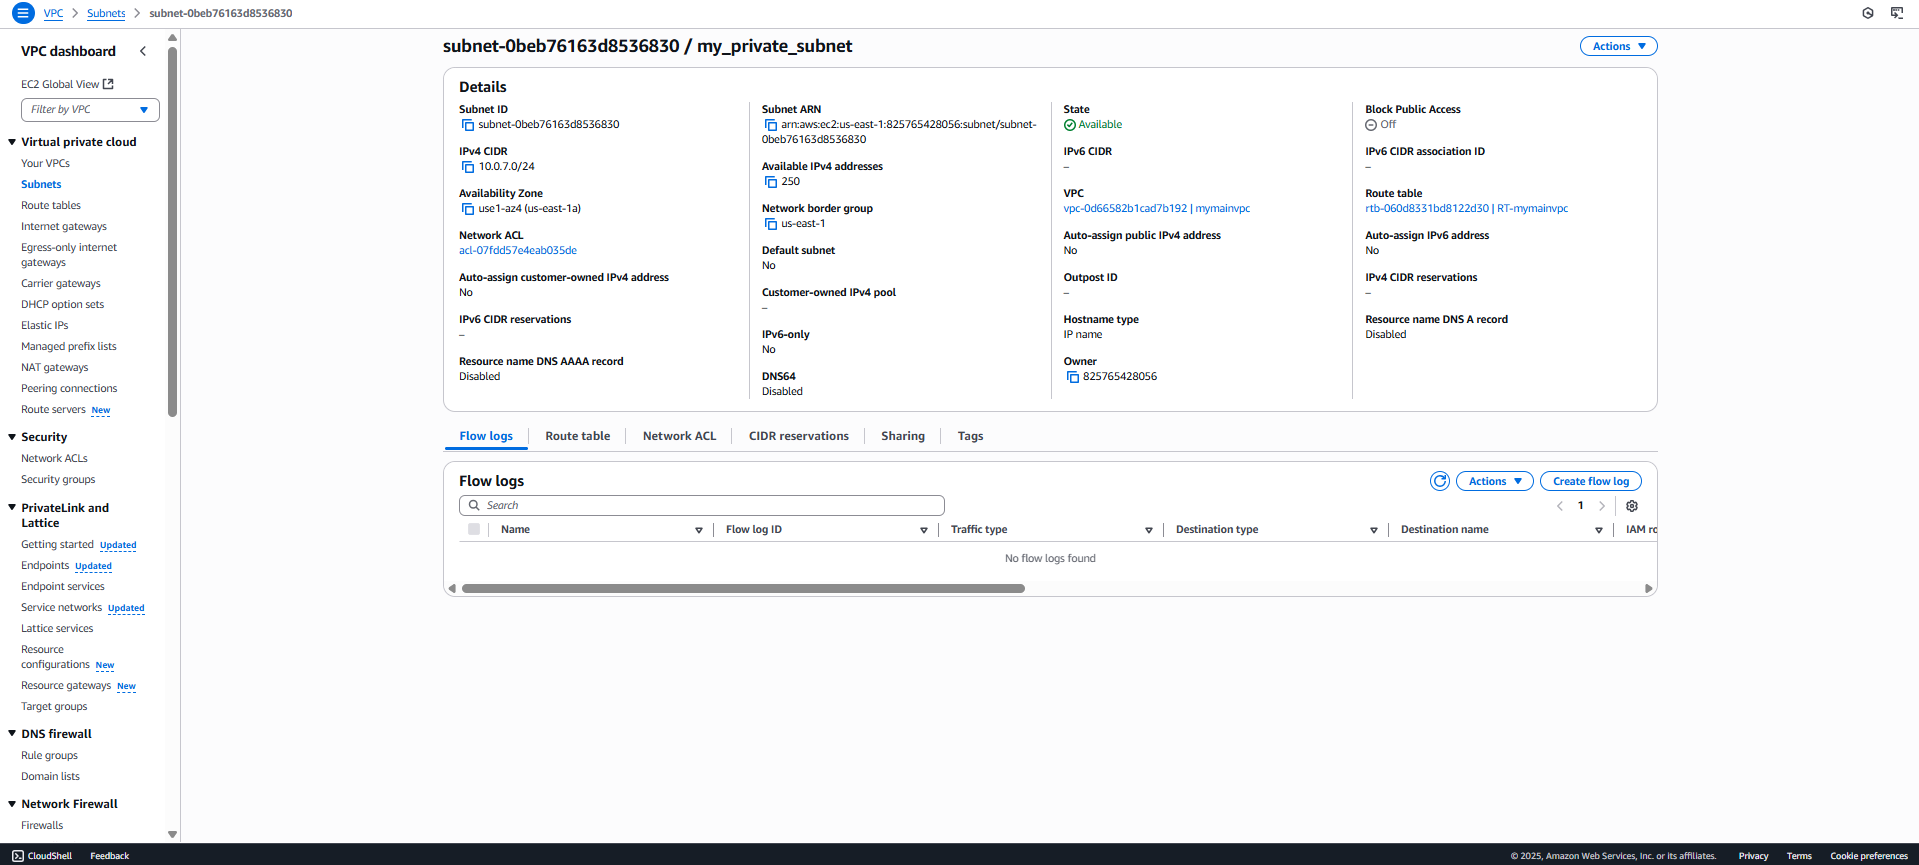 VPC > Subnets > subnet-0beb76163d8536830
VPC dashboard
EC2 Global View
Filter by VPC
Virtual private cloud
Your VPCs
Subnets
Route tables
Internet gateways
Egress-only internet
gateways
Carrier gateways
DHCP option sets
Elastic IPs
Managed prefix lists
NAT gateways
Peering connections
Route servers New
Security
Network ACLs
Security groups
PrivateLink and
Lattice
Getting started Updated
Endpoints Updated
Endpoint services
Service networks Updated
Lattice services
Resource
configurations New
Resource gateways New
Target groups
DNS firewall
Rule groups
Domain lists
Network Firewall
Firewalls
subnet-0beb76163d8536830 / my_private_subnet
Actions
Details
Subnet ID
subnet-0beb76163d8536830
IPv4 CIDR
10.0.7.0/24
Availability Zone
use1-az4 (us-east-1a)
Network ACL
acl-07fdd57e4eab035de
Auto-assign customer-owned IPv4 address
No
IPv6 CIDR reservations
–
Resource name DNS AAAA record
Disabled
Subnet ARN
arn:aws:ec2:us-east-1:825765428056:subnet/subnet-
0beb76163d8536830
Available IPv4 addresses
250
Network border group
us-east-1
Default subnet
No
Customer-owned IPv4 pool
–
IPv6-only
No
DNS64
Disabled
State
Available
IPv6 CIDR
–
VPC
vpc-0d66582b1cad7b192 | mymainvpc
Auto-assign public IPv4 address
No
Outpost ID
–
Hostname type
IP name
Owner
825765428056
Block Public Access
Off
IPv6 CIDR association ID
–
Route table
rtb-060d8331bd8122d30 | RT-mymainvpc
Auto-assign IPv6 address
No
IPv4 CIDR reservations
–
Resource name DNS A record
Disabled
Flow logs Route table Network ACL CIDR reservations Sharing Tags
Flow logs
Actions
Create flow log
Search
< 1 >
Name Flow log ID Traffic type Destination type Destination name IAM ro
No flow logs found
CloudShell Feedback
© 2025, Amazon Web Services, Inc. or its affiliates. Privacy Terms Cookie preferences